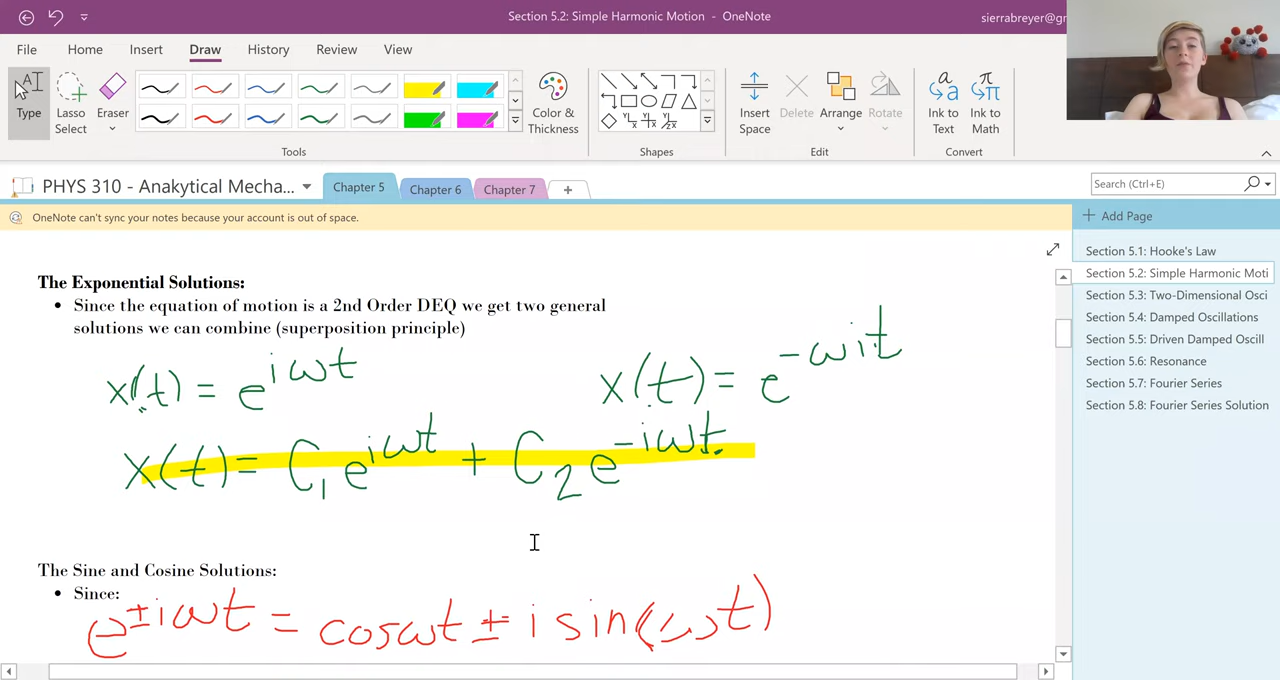 Section 5.2: Simple Harmonic Motion - OneNote
sierrabreyer@gr
File Home Insert Draw History Review View
Type
Lasso Select
Eraser
Color & Thickness
Insert Space
Delete
Arrange
Rotate
Ink to Text
Ink to Math
Tools
Shapes
Edit
Convert
PHYS 310 - Anakytical Mecha...
Chapter 5
Chapter 6
Chapter 7
Search (Ctrl+E)
OneNote can't sync your notes because your account is out of space.
Add Page
Section 5.1: Hooke's Law
Section 5.2: Simple Harmonic Moti
Section 5.3: Two-Dimensional Osci
Section 5.4: Damped Oscillations
Section 5.5: Driven Damped Oscill
Section 5.6: Resonance
Section 5.7: Fourier Series
Section 5.8: Fourier Series Solution
The Exponential Solutions:
• Since the equation of motion is a 2nd Order DEQ we get two general
solutions we can combine (superposition principle)
x(t) = e^{iωt} x(t) = e^{-ωit}
x(t) = C₁e^{iωt} + C₂e^{-iωt}
The Sine and Cosine Solutions:
• Since:
e^{±iωt} = cosωt ± i sin(ωt)